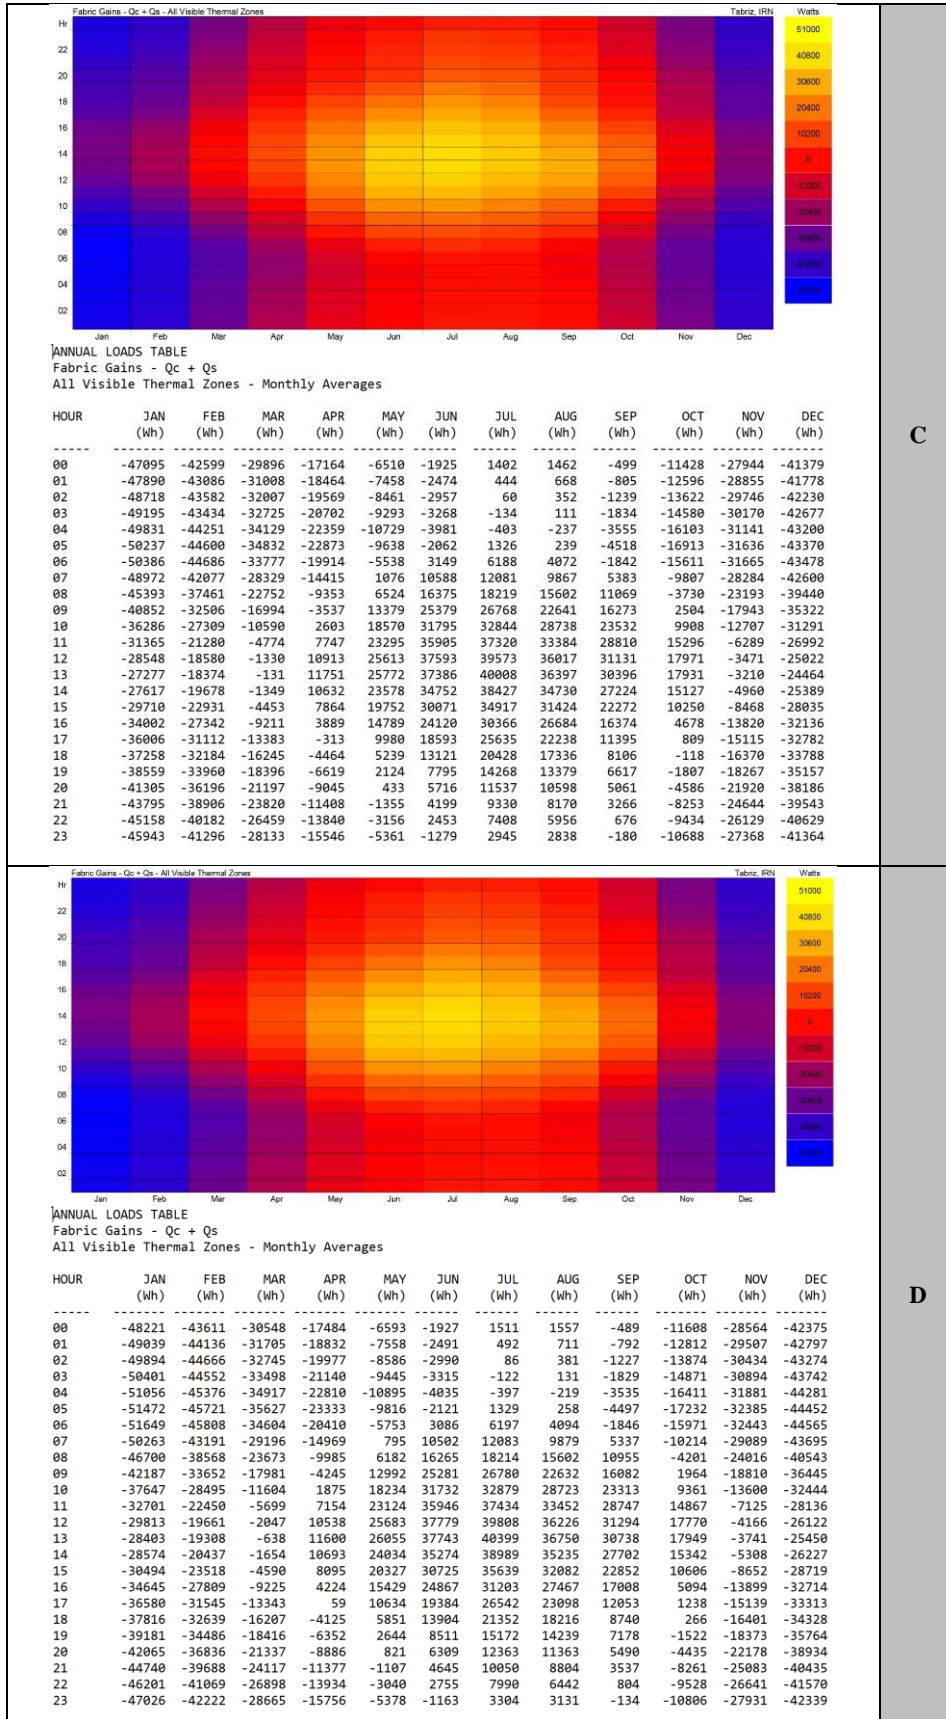 Fabric Gains - Qc + Qs - All Visible Thermal Zones Tabriz, IRN Watts
Hr
22
20
18
16
14
12
10
08
06
04
02
51000
40800
30600
20400
10200
0
-10200
-20400
-30600
-40800
Jan Feb Mar Apr May Jun Jul Aug Sep Oct Nov Dec
ANNUAL LOADS TABLE
Fabric Gains - Qc + Qs
All Visible Thermal Zones - Monthly Averages
HOUR JAN FEB MAR APR MAY JUN JUL AUG SEP OCT NOV DEC
(Wh) (Wh) (Wh) (Wh) (Wh) (Wh) (Wh) (Wh) (Wh) (Wh) (Wh) (Wh)
----- ------- ------- ------- ------- ------- ------ ------ ------ ------ ------- ------- -------
00 -47095 -42599 -29896 -17164 -6510 -1925 1402 1462 -499 -11428 -27944 -41379
01 -47890 -43086 -31008 -18464 -7458 -2474 444 668 -805 -12596 -28855 -41778
02 -48718 -43582 -32007 -19569 -8461 -2957 60 352 -1239 -13622 -29746 -42230
03 -49195 -43434 -32725 -20702 -9293 -3268 -134 111 -1834 -14580 -30170 -42677
04 -49831 -44251 -34129 -22359 -10729 -3981 -403 -237 -3555 -16103 -31141 -43200
05 -50237 -44600 -34832 -22873 -9638 -2062 1326 239 -4518 -16913 -31636 -43370
06 -50386 -44686 -33777 -19914 -5538 3149 6188 4072 -1842 -15611 -31665 -43478
07 -48972 -42077 -28329 -14415 1076 10588 12081 9867 5383 -9807 -28284 -42600
08 -45393 -37461 -22752 -9353 6524 16375 18219 15602 11069 -3730 -23193 -39440
09 -40852 -32506 -16994 -3537 13379 25379 26768 22641 16273 2504 -17943 -35322
10 -36286 -27309 -10590 2603 18570 31795 32844 28738 23532 9908 -12707 -31291
11 -31365 -21280 -4774 7747 23295 35905 37320 33384 28810 15296 -6289 -26992
12 -28548 -18580 -1330 10913 25613 37593 39573 36017 31131 17971 -3471 -25022
13 -27277 -18374 -131 11751 25772 37386 40008 36397 30396 17931 -3210 -24464
14 -27617 -19678 -1349 10632 23578 34752 38427 34730 27224 15127 -4960 -25389
15 -29710 -22931 -4453 7864 19752 30071 34917 31424 22272 10250 -8468 -28035
16 -34002 -27342 -9211 3889 14789 24120 30366 26684 16374 4678 -13820 -32136
17 -36006 -31112 -13383 -313 9980 18593 25635 22238 11395 809 -15115 -32782
18 -37258 -32184 -16245 -4464 5239 13121 20428 17336 8106 -118 -16370 -33788
19 -38559 -33960 -18396 -6619 2124 7795 14268 13379 6617 -1807 -18267 -35157
20 -41305 -36196 -21197 -9045 433 5716 11537 10598 5061 -4586 -21920 -38186
21 -43795 -38906 -23820 -11408 -1355 4199 9330 8170 3266 -8253 -24644 -39543
22 -45158 -40182 -26459 -13840 -3156 2453 7408 5956 676 -9434 -26129 -40629
23 -45943 -41296 -28133 -15546 -5361 -1279 2945 2838 -180 -10688 -27368 -41364
C
Fabric Gains - Qc + Qs - All Visible Thermal Zones Tabriz, IRN Watts
Hr
22
20
18
16
14
12
10
08
06
04
02
51000
40800
30600
20400
10200
0
-10200
-20400
-30600
-40800
Jan Feb Mar Apr May Jun Jul Aug Sep Oct Nov Dec
ANNUAL LOADS TABLE
Fabric Gains - Qc + Qs
All Visible Thermal Zones - Monthly Averages
HOUR JAN FEB MAR APR MAY JUN JUL AUG SEP OCT NOV DEC
(Wh) (Wh) (Wh) (Wh) (Wh) (Wh) (Wh) (Wh) (Wh) (Wh) (Wh) (Wh)
----- ------- ------- ------- ------- ------- ------ ---- ------ ------ ------- ------- -------
00 -48221 -43611 -30548 -17484 -6593 -1927 1511 1557 -489 -11608 -28564 -42375
01 -49039 -44136 -31705 -18832 -7558 -2491 492 711 -792 -12812 -29507 -42797
02 -49894 -44666 -32745 -19977 -8586 -2990 86 381 -1227 -13874 -30434 -43274
03 -50401 -44552 -33498 -21140 -9445 -3315 -122 131 -1829 -14871 -30894 -43742
04 -51056 -45376 -34917 -22810 -10895 -4035 -397 -219 -3535 -16411 -31881 -44281
05 -51472 -45721 -35627 -23333 -9816 -2121 1329 258 -4497 -17232 -32385 -44452
06 -51649 -45808 -34604 -20410 -5753 3086 6197 4094 -1846 -15971 -32443 -44565
07 -50263 -43191 -29196 -14969 795 10502 12083 9879 5337 -10214 -29089 -43695
08 -46700 -38568 -23673 -9985 6182 16265 18214 15602 10955 -4201 -24016 -40543
09 -42187 -33652 -17981 -4245 12992 25281 26780 22632 16082 1964 -18810 -36445
10 -37647 -28495 -11604 1875 18234 31732 32879 28723 23313 9361 -13600 -32444
11 -32701 -22450 -5699 7154 23124 35946 37434 33452 28747 14867 -7125 -28136
12 -29813 -19661 -2047 10538 25683 37779 39808 36226 31294 17770 -4166 -26122
13 -28403 -19308 -638 11600 26055 37743 40399 36750 30738 17949 -3741 -25450
14 -28574 -20437 -1654 10693 24034 35274 38989 35235 27702 15342 -5308 -26227
15 -30494 -23518 -4590 8095 20327 30725 35639 32082 22852 10606 -8652 -28719
16 -34645 -27809 -9225 4224 15429 24867 31203 27467 17008 5094 -13899 -32714
17 -36580 -31545 -13343 59 10634 19384 26542 23098 12053 1238 -15139 -33313
18 -37816 -32639 -16207 -4125 5851 13904 21352 18216 8740 266 -16401 -34328
19 -39181 -34486 -18416 -6352 2644 8511 15172 14239 7178 -1522 -18373 -35764
20 -42065 -36836 -21337 -8886 821 6309 12363 11363 5490 -4435 -22178 -38934
21 -44740 -39688 -24117 -11377 -1107 4645 10050 8804 3537 -8261 -25083 -40435
22 -46201 -41069 -26898 -13934 -3040 2755 7990 6442 804 -9528 -26641 -41570
23 -47026 -42222 -28665 -15756 -5378 -1163 3304 3131 -134 -10806 -27931 -42339
D